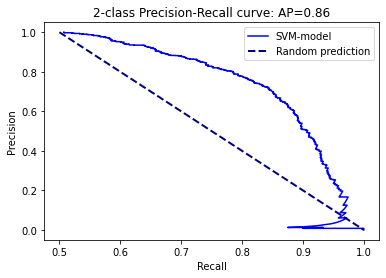 2-class Precision-Recall curve: AP=0.86
SVM-model
Random prediction
Precision
1.0
0.8
0.6
0.4
0.2
0.0
0.5
0.6
0.7
0.8
0.9
1.0
Recall